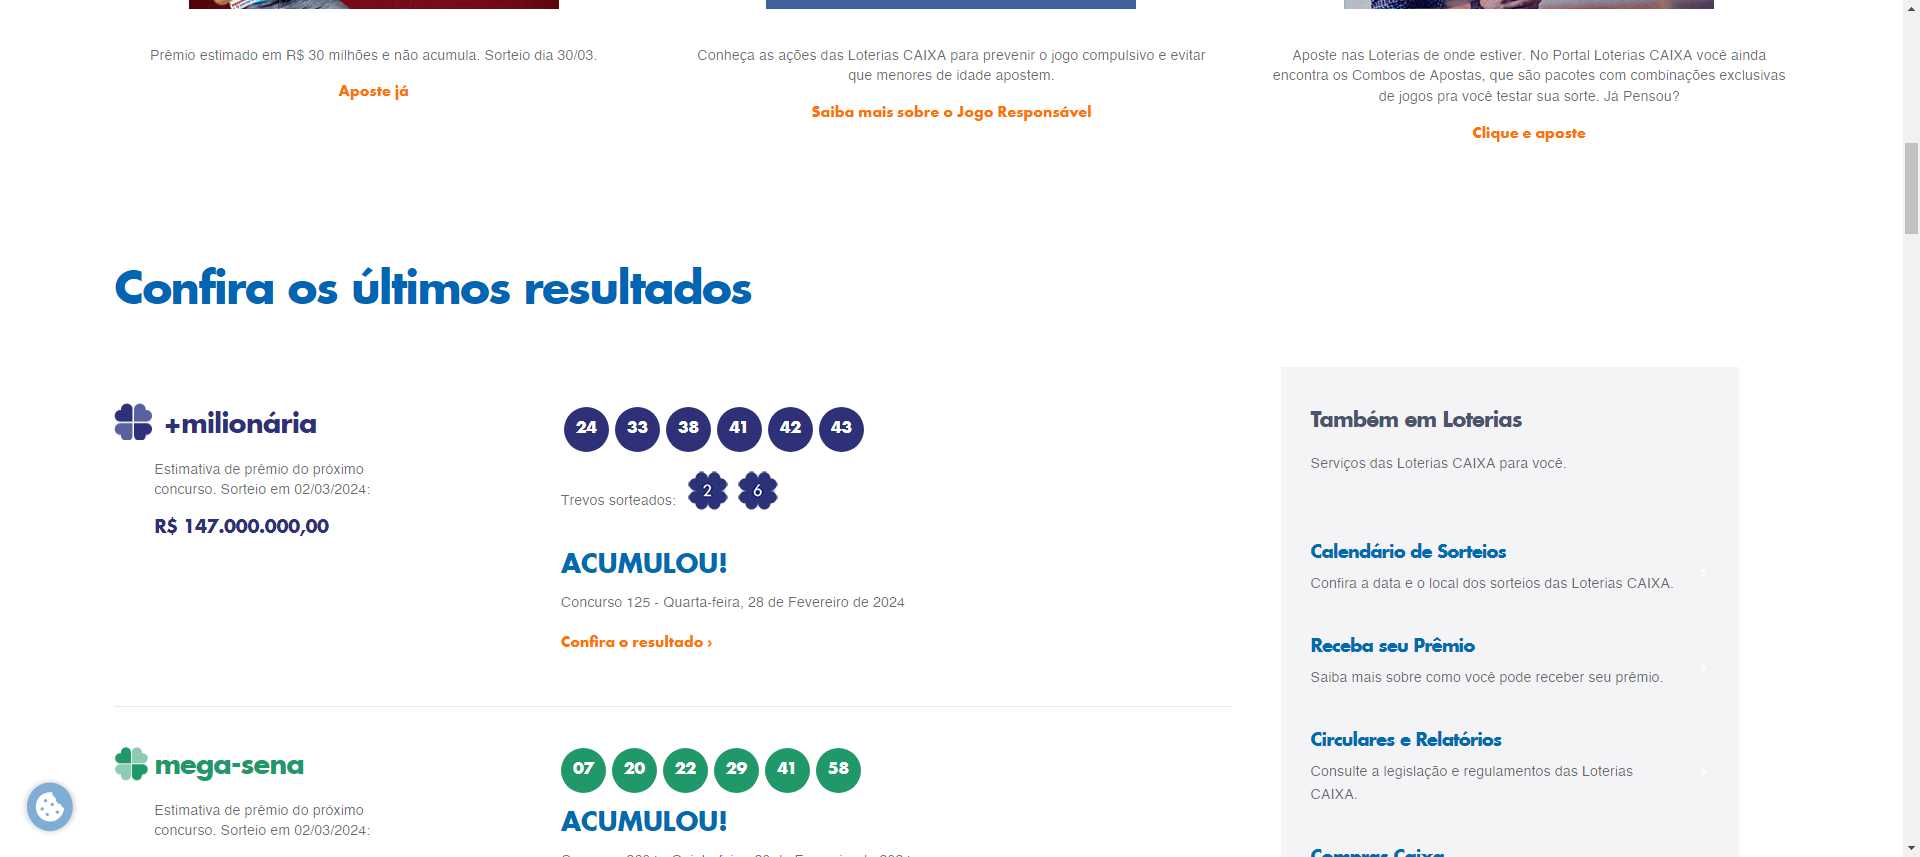 Prêmio estimado em R$ 30 milhões e não acumula. Sorteio dia 30/03.
Aposte já
Conheça as ações das Loterias CAIXA para prevenir o jogo compulsivo e evitar
que menores de idade apostem.
Saiba mais sobre o Jogo Responsável
Aposte nas Loterias de onde estiver. No Portal Loterias CAIXA você ainda
encontra os Combos de Apostas, que são pacotes com combinações exclusivas
de jogos pra você testar sua sorte. Já Pensou?
Clique e aposte
Confira os últimos resultados
+milionária
Estimativa de prêmio do próximo
concurso. Sorteio em 02/03/2024:
R$ 147.000.000,00
24 33 38 41 42 43
Trevos sorteados: 2 6
ACUMULOU!
Concurso 125 - Quarta-feira, 28 de Fevereiro de 2024
Confira o resultado ›
mega-sena
Estimativa de prêmio do próximo
concurso. Sorteio em 02/03/2024:
07 20 22 29 41 58
ACUMULOU!
Também em Loterias
Serviços das Loterias CAIXA para você.
Calendário de Sorteios
Confira a data e o local dos sorteios das Loterias CAIXA.
Receba seu Prêmio
Saiba mais sobre como você pode receber seu prêmio.
Circulares e Relatórios
Consulte a legislação e regulamentos das Loterias
CAIXA.
Compras Caixa